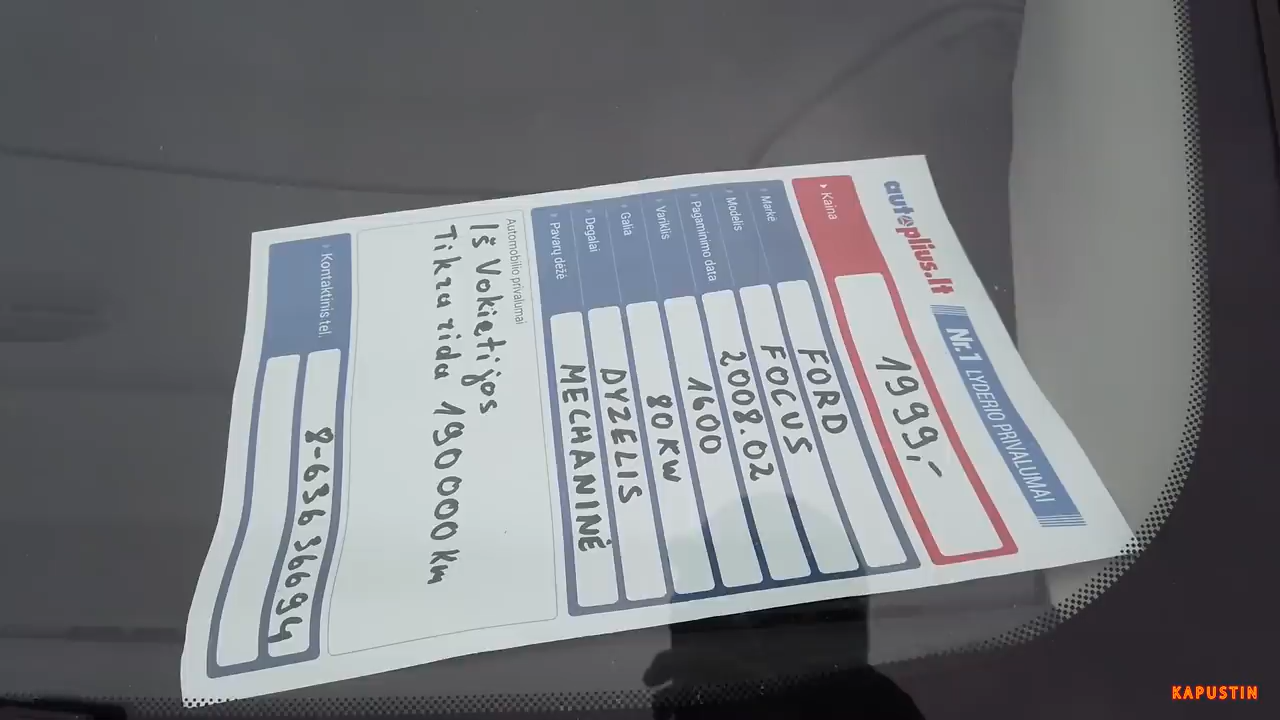 autoplius.lt
Nr.1 LYDERIO PRIVALUMAI
Kaina 1999,-
Markė FORD
Modelis FOCUS
Pagaminimo data 2008.02
Variklis 1600
Galia 80 KW
Degalai DYZELIS
Pavarų dėžė MECHANINĖ
Automobilio privalumai
Iš Vokietijos
Tikra rida 190000 Km
Kontaktinis tel. 8-636 36694
KAPUSTIN